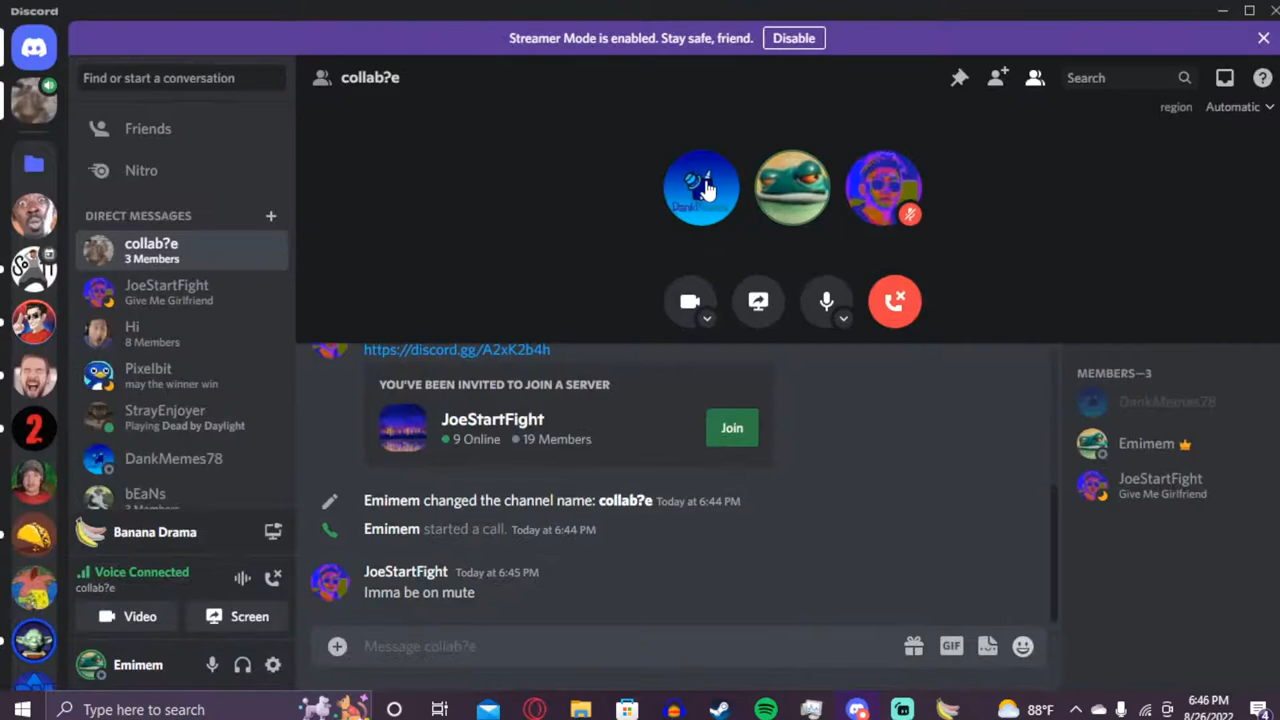 Discord
Streamer Mode is enabled. Stay safe, friend.
Disable
Find or start a conversation
collab?e
Search
region
Automatic
Friends
Nitro
DIRECT MESSAGES
collab?e
3 Members
JoeStartFight
Give Me Girlfriend
Hi
8 Members
Pixelbit
may the winner win
StrayEnjoyer
Playing Dead by Daylight
DankMemes78
bEaNs
3 Members
Banana Drama
Voice Connected
collab?e
Video
Screen
Emimem
https://discord.gg/A2xK2b4h
YOU'VE BEEN INVITED TO JOIN A SERVER
JoeStartFight
9 Online
19 Members
Join
Emimem changed the channel name: collab?e Today at 6:44 PM
Emimem started a call. Today at 6:44 PM
JoeStartFight Today at 6:45 PM
Imma be on mute
Message collab?e
GIF
MEMBERS—3
DankMemes78
Emimem
JoeStartFight
Give Me Girlfriend
2
Type here to search
88°F
6:46 PM
8/26/2022